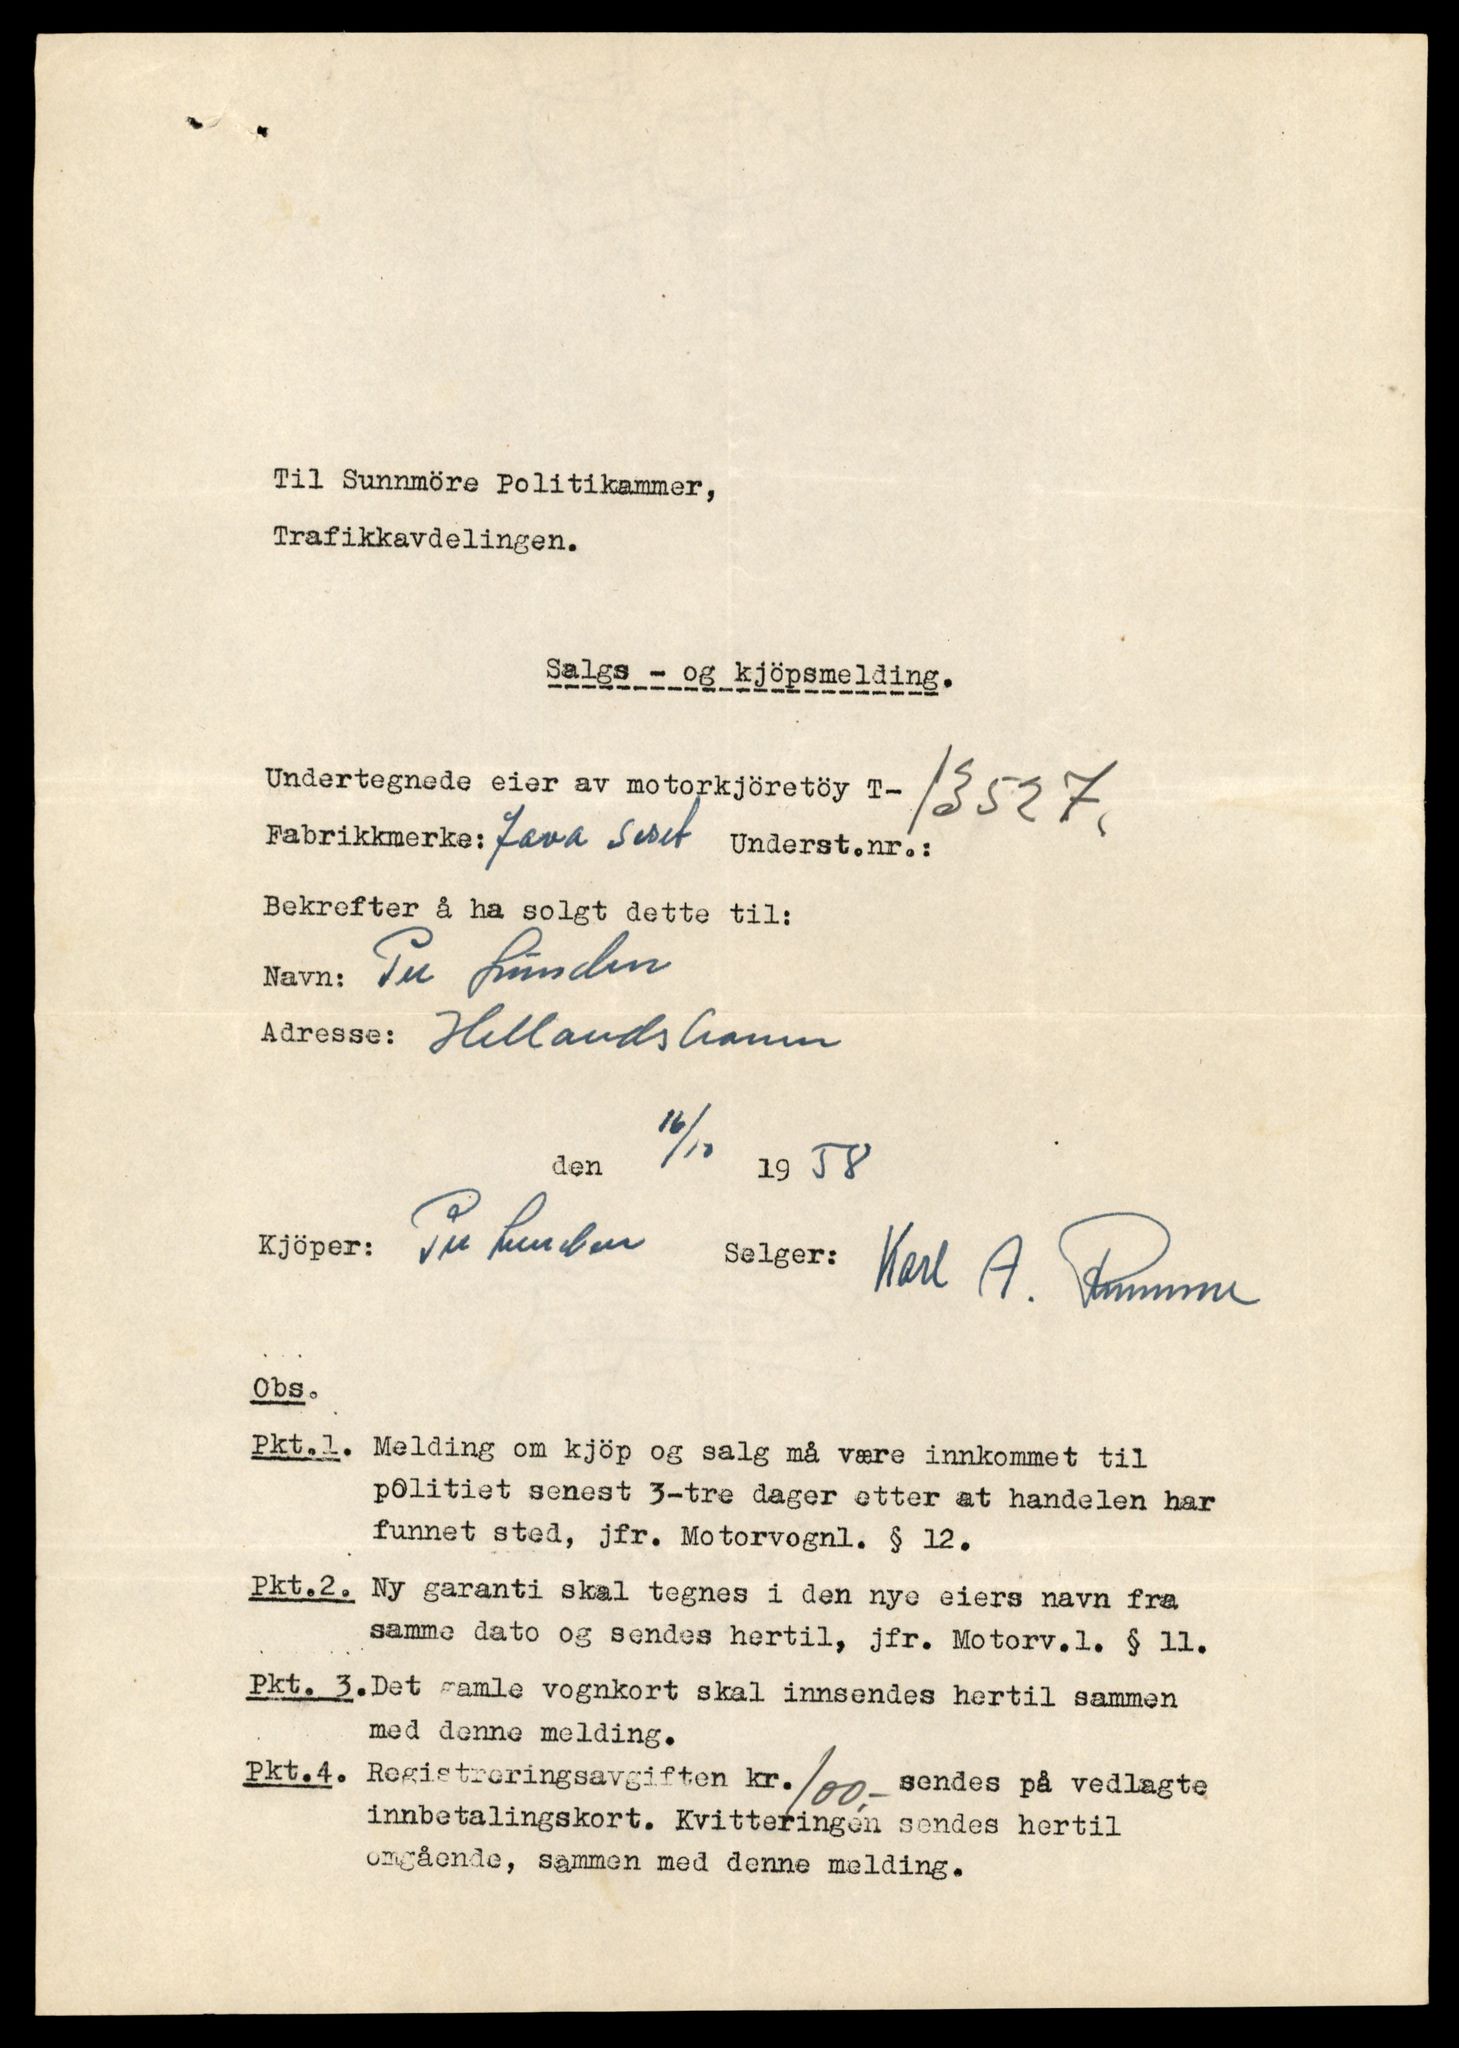 Til Sunnmöre Politikammer,
Trafikkavdelingen.
Salgs - og kjöpsmelding.
Undertegnede eier av motorkjöretöy T- 13527.
Fabrikkmerke: Java Underst.nr.:
Bekrefter å ha solgt dette til:
Navn: Per Lunden
Adresse: Hellandshamn
den 16/10 1958
Kjöper: Per Lunden Selger: Karl A.
Obs.
Pkt.1. Melding om kjöp og salg må være innkommet til
politiet senest 3-tre dager etter at handelen har
funnet sted, jfr. Motorvognl. § 12.
Pkt.2. Ny garanti skal tegnes i den nye eiers navn fra
samme dato og sendes hertil, jfr. Motorv.l. § 11.
Pkt. 3. Det gamle vognkort skal innsendes hertil sammen
med denne melding.
Pkt.4. Registreringsavgiften kr. 100,- sendes på vedlagte
innbetalingskort. Kvitteringen sendes hertil
omgående, sammen med denne melding.